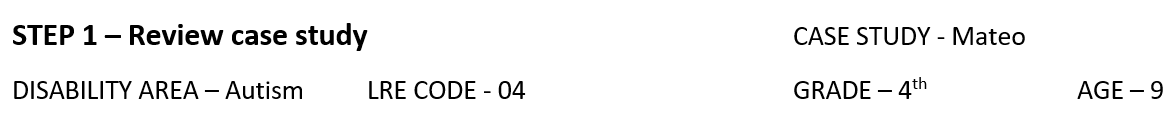 STEP 1 – Review case study CASE STUDY - Mateo
DISABILITY AREA – Autism LRE CODE - 04 GRADE – 4th AGE – 9